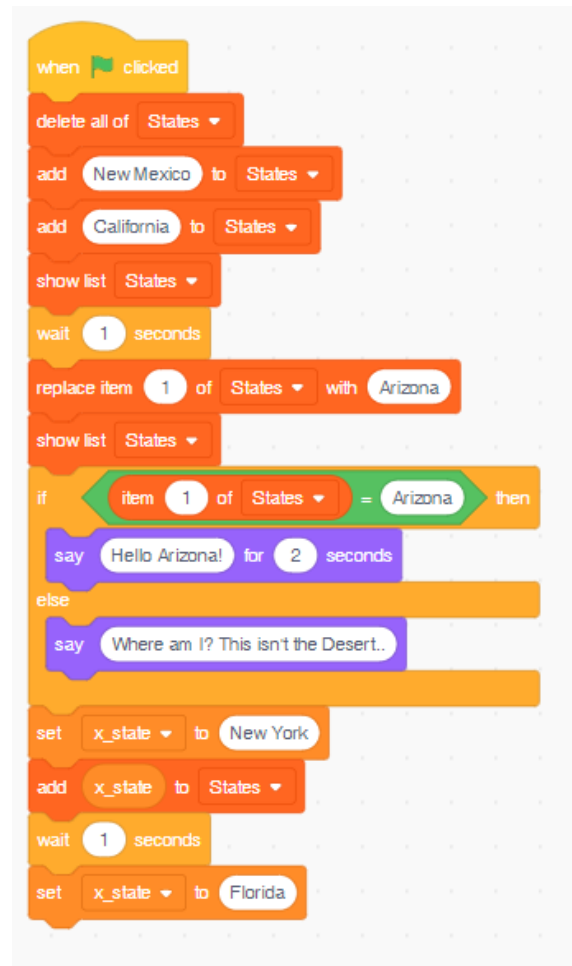 when clicked
delete all of States
add New Mexico to States
add California to States
show list States
wait 1 seconds
replace item 1 of States with Arizona
show list States
if item 1 of States = Arizona then
say Hello Arizona! for 2 seconds
else
say Where am I? This isn't the Desert..
set x_state to New York
add x_state to States
wait 1 seconds
set x_state to Florida